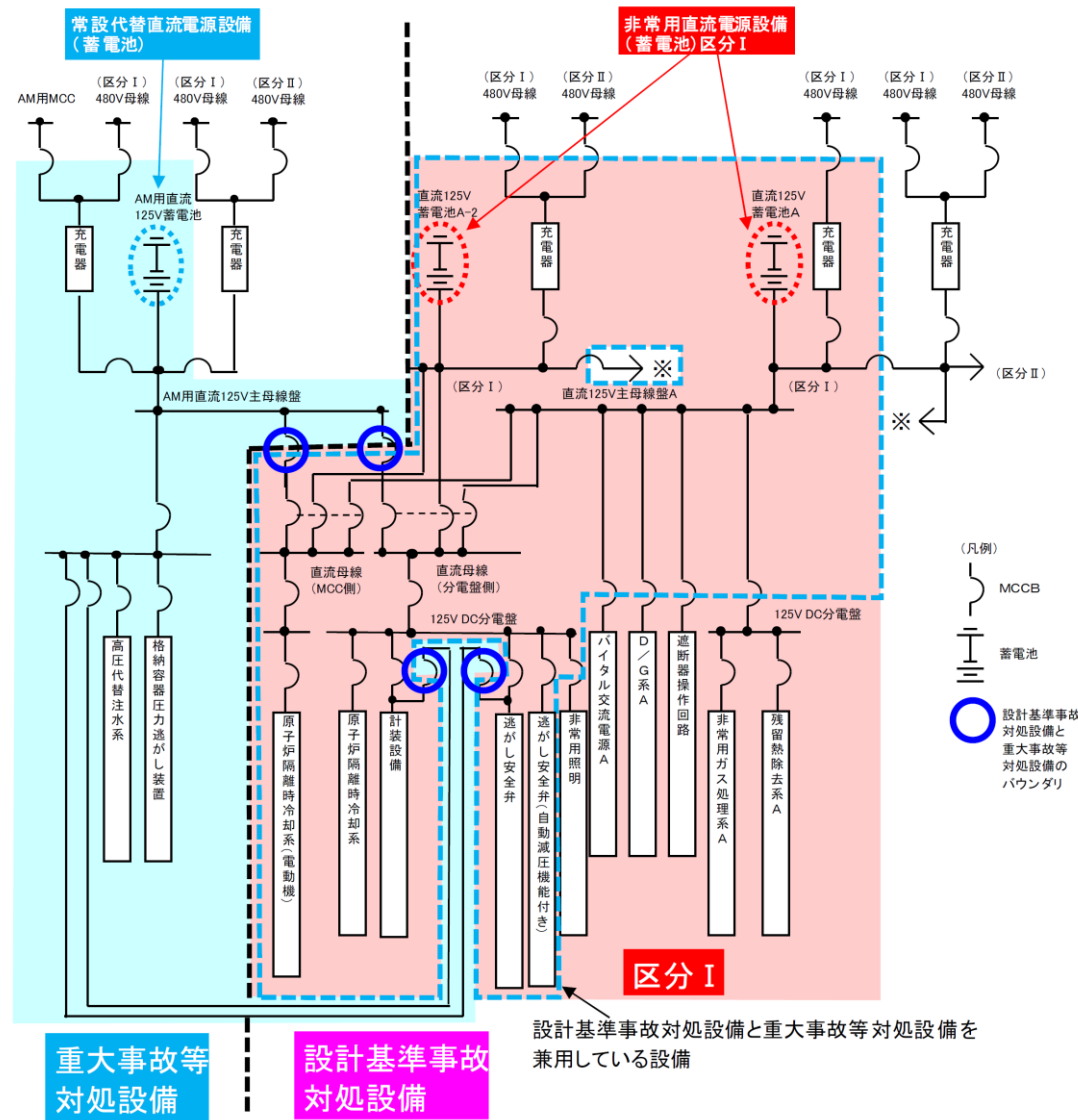 常設代替直流電源設備
(蓄電池)
非常用直流電源設備
(蓄電池)区分Ⅰ
AM用MCC
(区分Ⅰ)
480V母線
(区分Ⅰ)
480V母線
(区分Ⅱ)
480V母線
(区分Ⅰ)
480V母線
(区分Ⅱ)
480V母線
(区分Ⅰ)
480V母線
(区分Ⅰ)
480V母線
(区分Ⅱ)
480V母線
充電器
AM用直流
125V蓄電池
充電器
直流125V
蓄電池A-2
充電器
直流125V
蓄電池A
充電器
充電器
(区分Ⅰ)
※
(区分Ⅰ)
(区分Ⅱ)
AM用直流125V主母線盤
直流125V主母線盤A
※
直流母線
(MCC側)
直流母線
(分電盤側)
125V DC分電盤
125V DC分電盤
高圧代替注水系
格納容器圧力逃がし装置
原子炉隔離時冷却系(電動機)
原子炉隔離時冷却系
計装設備
逃がし安全弁
逃がし安全弁(自動減圧機能付き)
非常用照明
バイタル交流電源A
D/G系A
遮断器操作回路
非常用ガス処理系A
残留熱除去系A
(凡例)
MCCB
蓄電池
設計基準事故
対処設備と
重大事故等
対処設備の
バウンダリ
区分Ⅰ
設計基準事故対処設備と重大事故等対処設備を
兼用している設備
重大事故等
対処設備
設計基準事故
対処設備